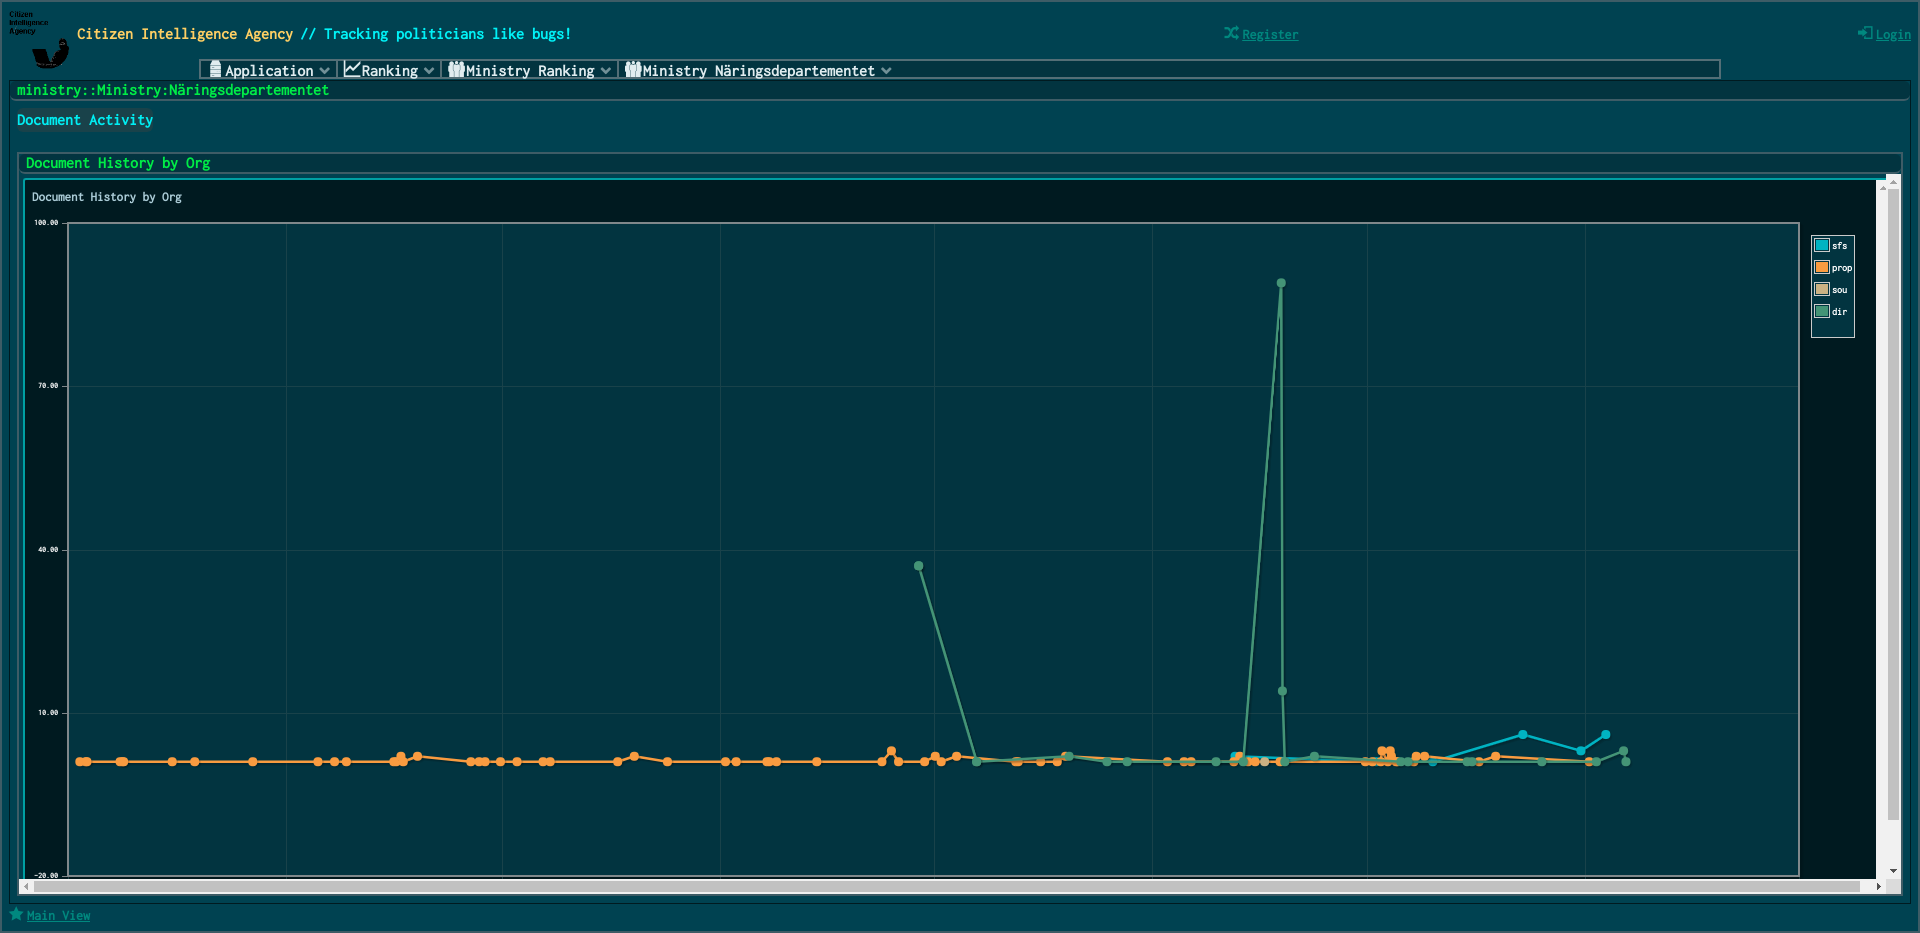 Citizen
Intelligence
Agency
Citizen Intelligence Agency // Tracking politicians like bugs!
Register
Login
Application
Ranking
Ministry Ranking
Ministry Näringsdepartementet
ministry::Ministry:Näringsdepartementet
Document Activity
Document History by Org
Document History by Org
100.00
70.00
40.00
10.00
-20.00
sfs
prop
sou
dir
Main View